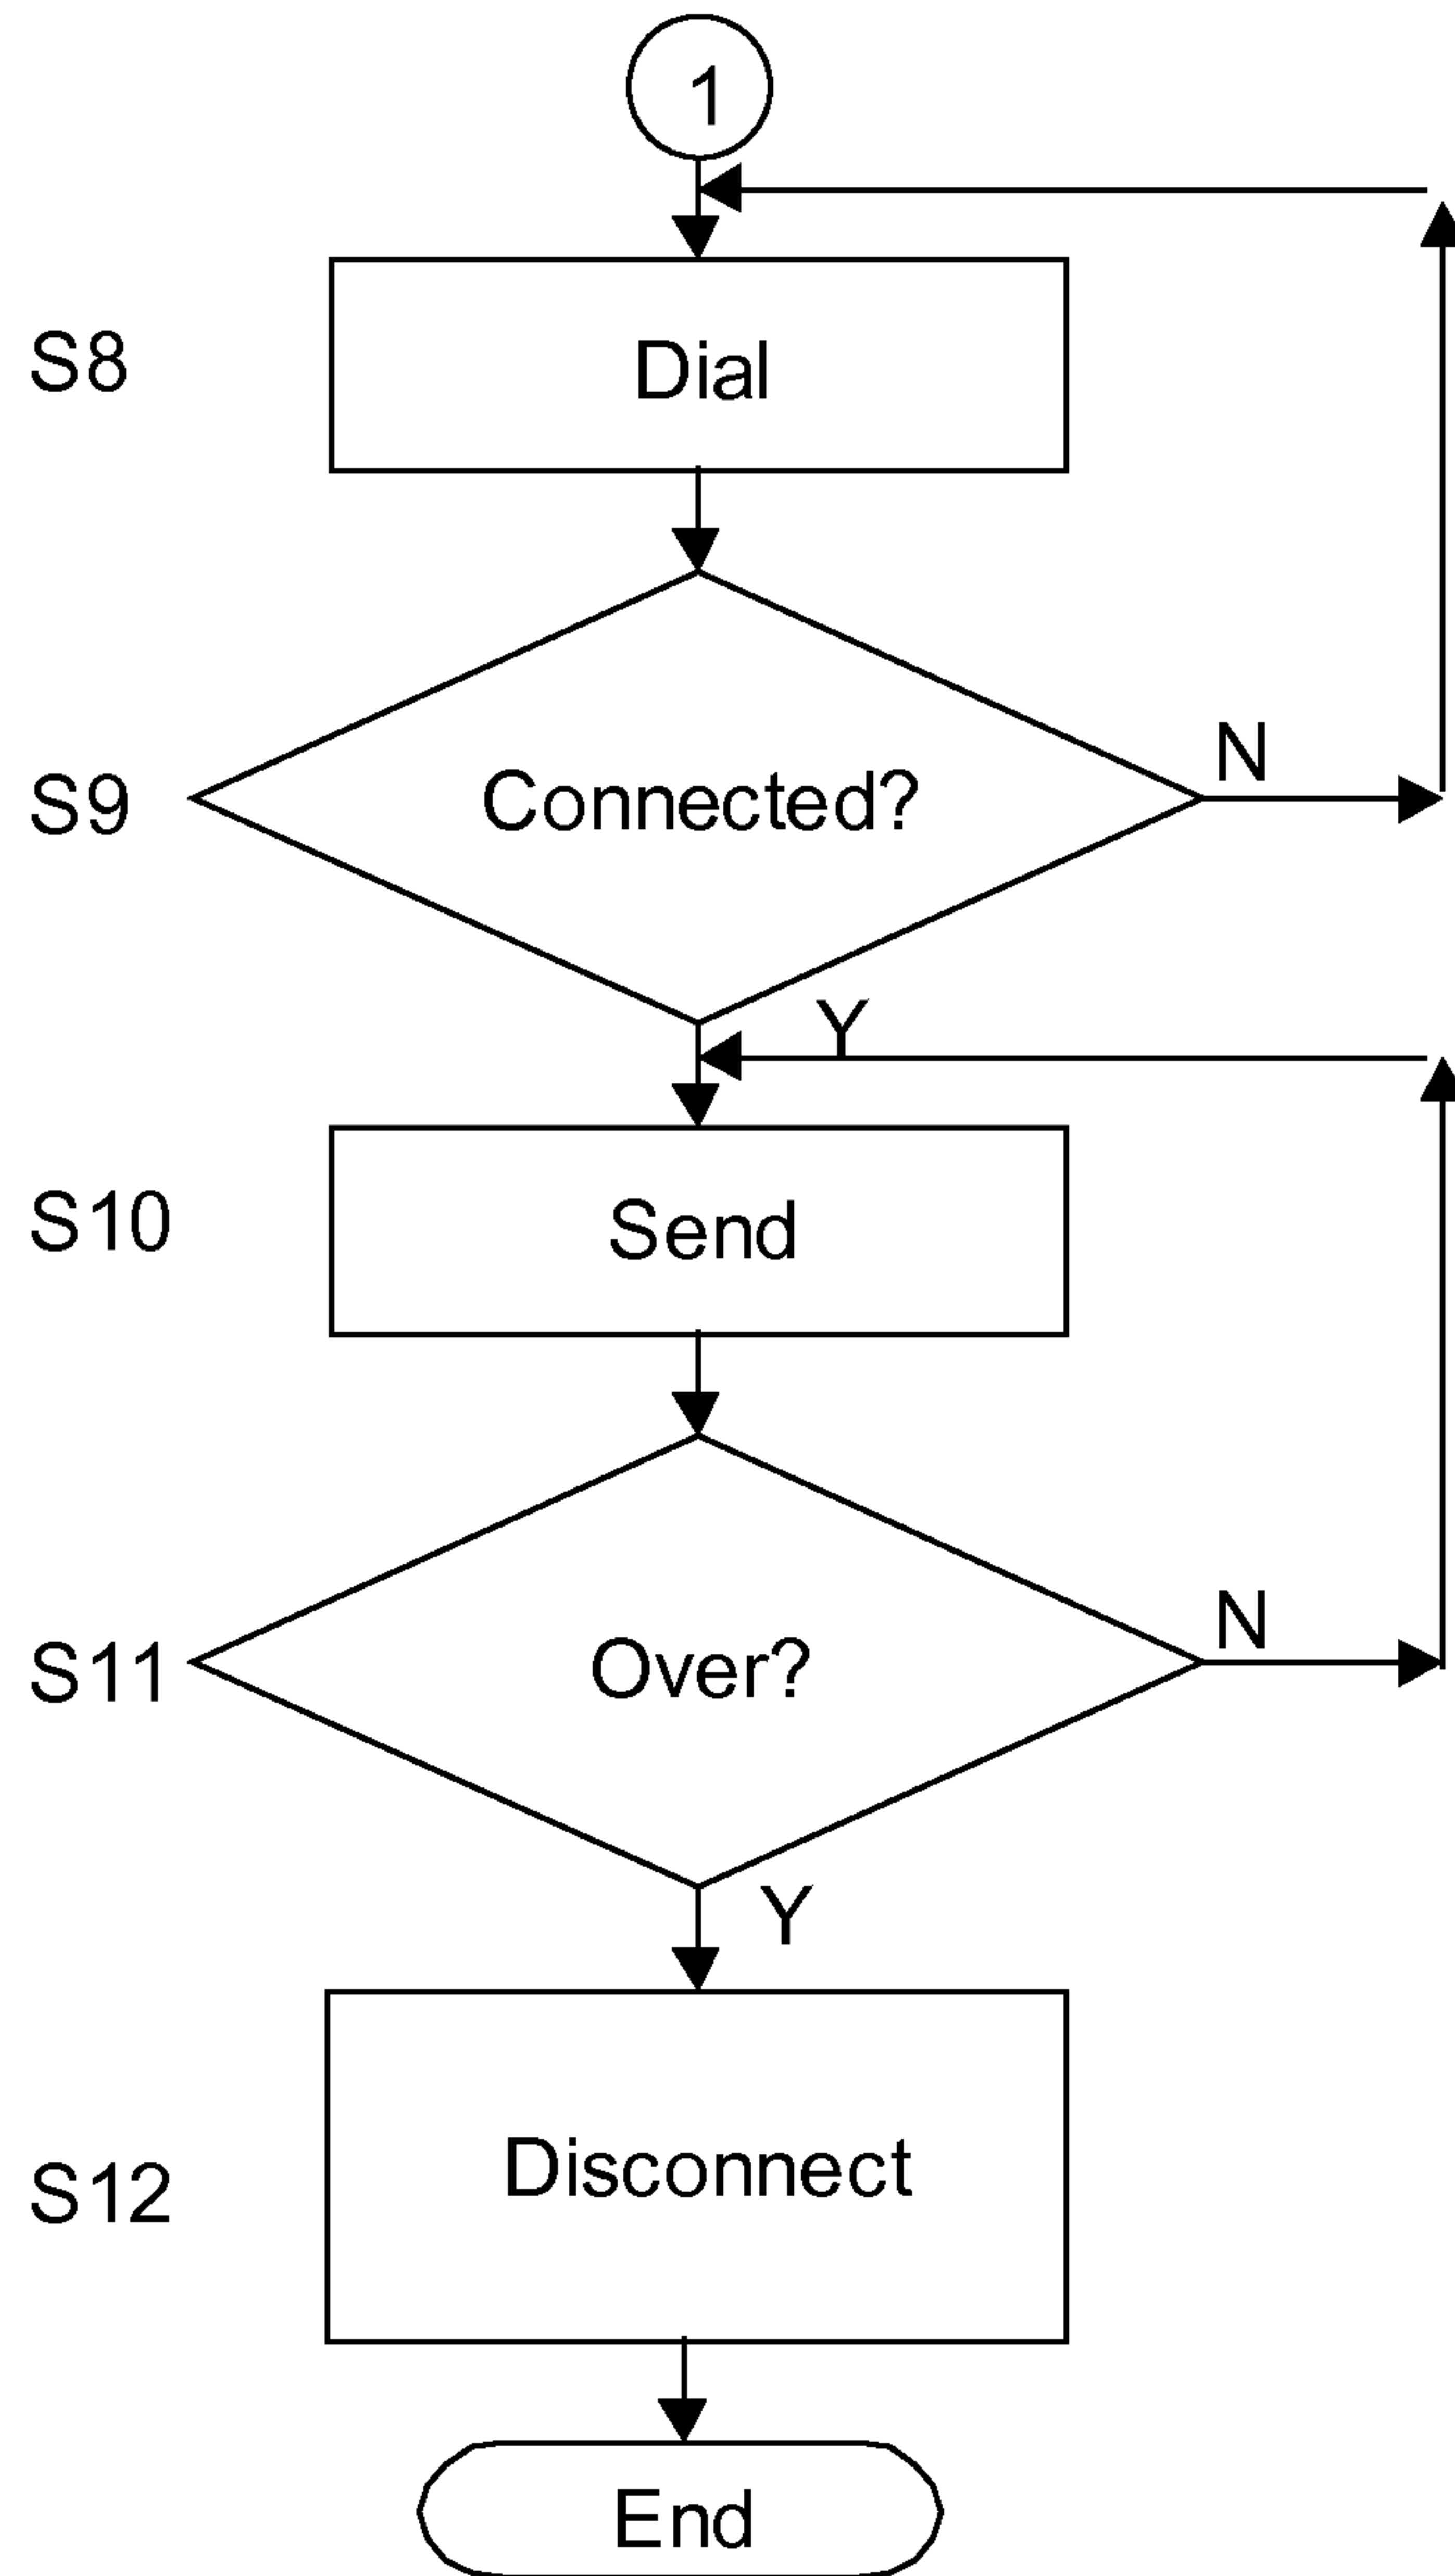 1
S8
Dial
S9
Connected?
N
Y
S10
Send
S11
Over?
N
Y
S12
Disconnect
End